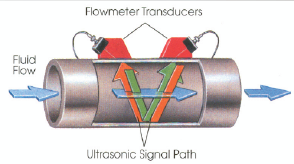 Flowmeter Transducers
Fluid
Flow
Ultrasonic Signal Path